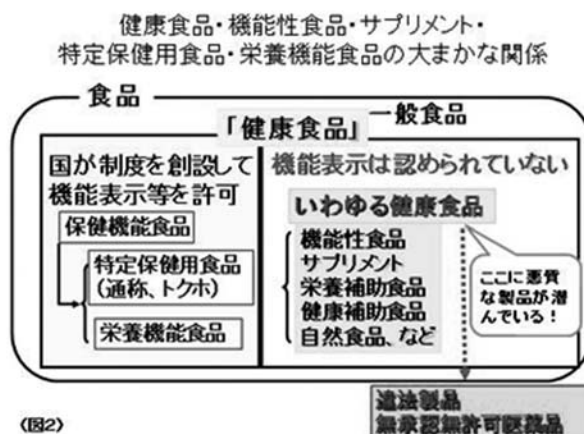 健康食品・機能性食品・サプリメント・
特定保健用食品・栄養機能食品の大まかな関係
食品
一般食品
「健康食品」
国が制度を創設して
機能表示等を許可
保健機能食品
特定保健用食品
(通称、トクホ)
栄養機能食品
機能表示は認められていない
いわゆる健康食品
機能性食品
サプリメント
栄養補助食品
健康補助食品
自然食品、など
ここに悪質
な製品が潜
んでいる!
違法製品
無承認無許可医薬品
《図2》